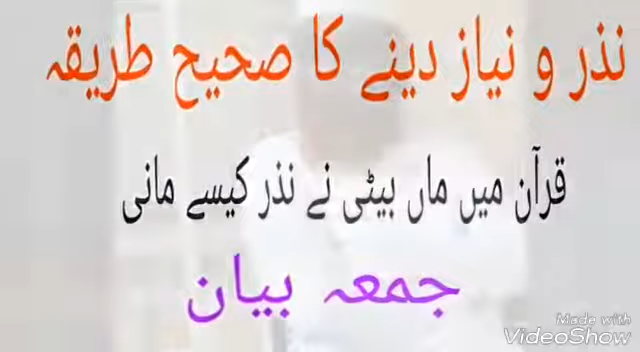 نذر و نیاز دینے کا صحیح طریقہ
قرآن میں ماں بیٹی نے نذر کیسے مانی
جمعہ بیان
Made with
VideoShow